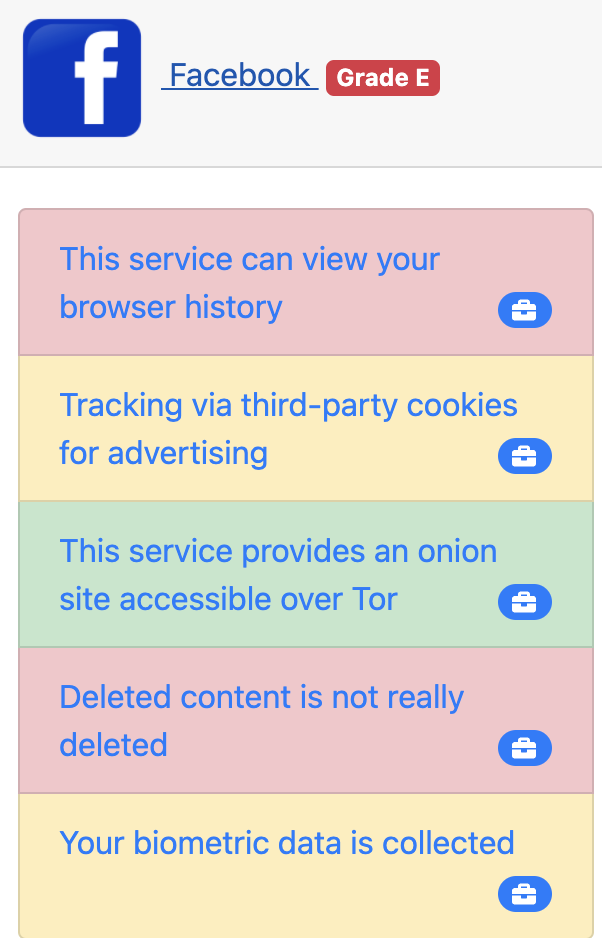 f
Facebook Grade E
This service can view your
browser history
Tracking via third-party cookies
for advertising
This service provides an onion
site accessible over Tor
Deleted content is not really
deleted
Your biometric data is collected